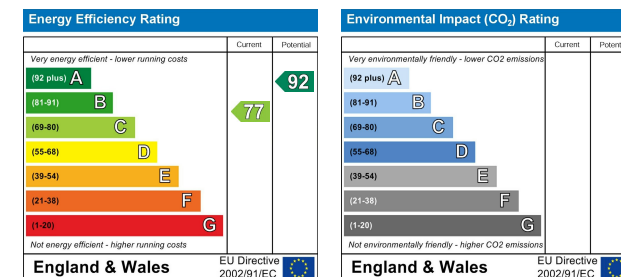 Energy Efficiency Rating
Current Potential
Very energy efficient - lower running costs
(92 plus) A
92
(81-91) B
77
(69-80) C
(55-68) D
(39-54) E
(21-38) F
(1-20) G
Not energy efficient - higher running costs
England & Wales
EU Directive
2002/91/EC
Environmental Impact (CO₂) Rating
Current Potent
Very environmentally friendly - lower CO2 emissions
(92 plus) A
(81-91) B
(69-80) C
(55-68) D
(39-54) E
(21-38) F
(1-20) G
Not environmentally friendly - higher CO2 emissions
England & Wales
EU Directive
2002/91/EC